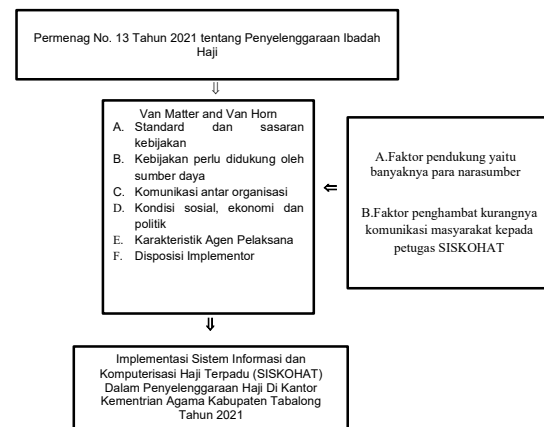 Permenag No. 13 Tahun 2021 tentang Penyelenggaraan Ibadah
Haji
⇓
Van Matter and Van Horn
A. Standard dan sasaran
kebijakan
B. Kebijakan perlu didukung oleh
sumber daya
C. Komunikasi antar organisasi
D. Kondisi sosial, ekonomi dan
politik
E. Karakteristik Agen Pelaksana
F. Disposisi Implementor
⇐
A.Faktor pendukung yaitu
banyaknya para narasumber
B.Faktor penghambat kurangnya
komunikasi masyarakat kepada
petugas SISKOHAT
⇓
Implementasi Sistem Informasi dan
Komputerisasi Haji Terpadu (SISKOHAT)
Dalam Penyelenggaraan Haji Di Kantor
Kementrian Agama Kabupaten Tabalong
Tahun 2021